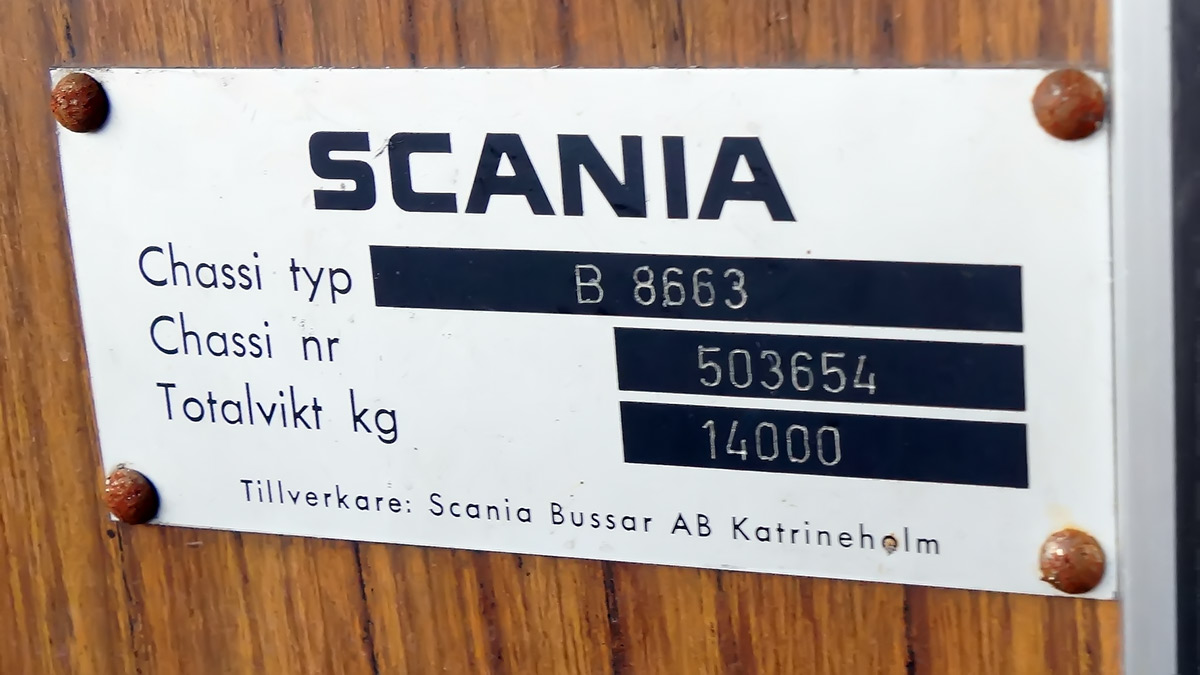 SCANIA
Chassi typ B 8663
Chassi nr 503654
Totalvikt kg 14000
Tillverkare: Scania Bussar AB Katrineholm